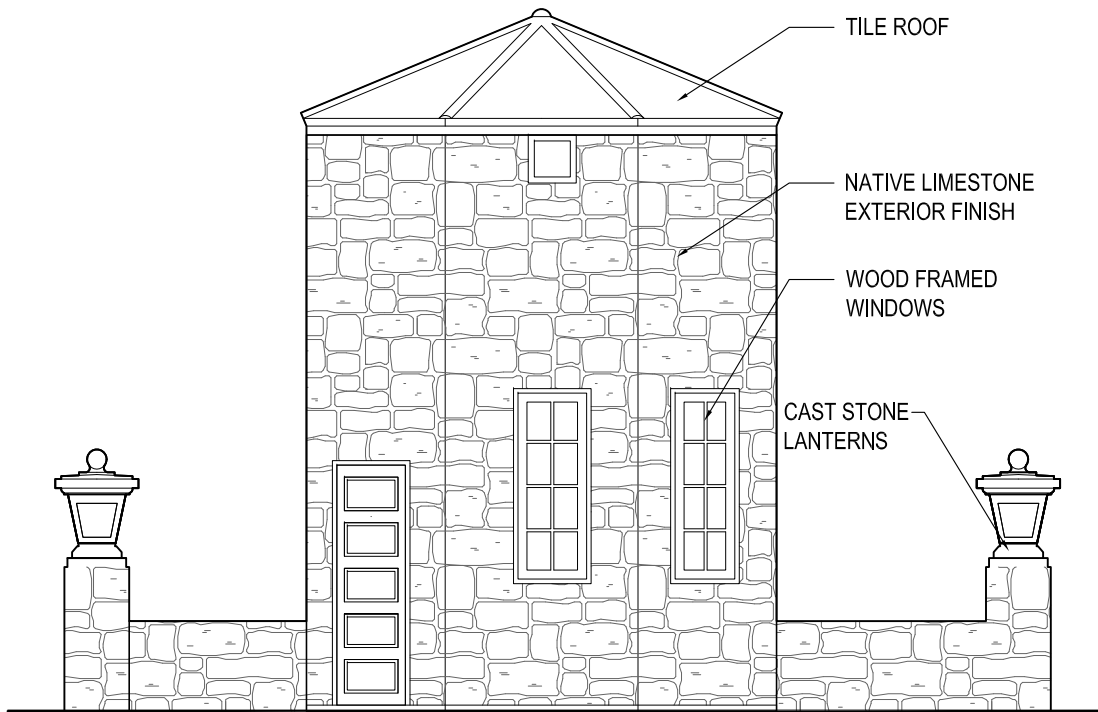 TILE ROOF
NATIVE LIMESTONE
EXTERIOR FINISH
WOOD FRAMED
WINDOWS
CAST STONE
LANTERNS